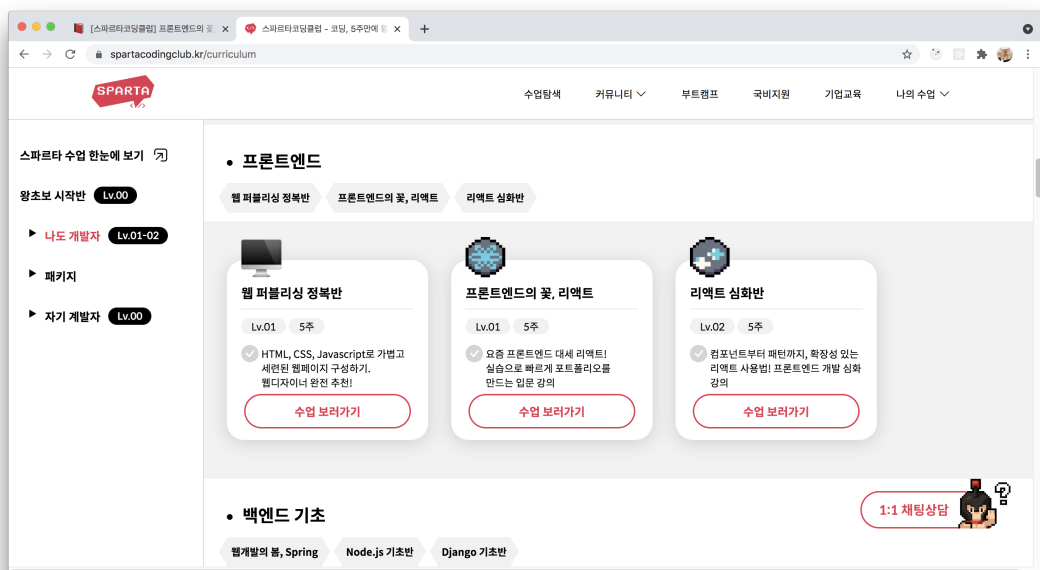 [스파르타코딩클럽] 프론트엔드의 꽃
스파르타코딩클럽 - 코딩, 5주만에
spartacodingclub.kr/curriculum
SPARTA
</>
수업탐색
커뮤니티
부트캠프
국비지원
기업교육
나의 수업
스파르타 수업 한눈에 보기
왕초보 시작반 Lv.00
나도 개발자 Lv.01-02
패키지
자기 계발자 Lv.00
프론트엔드
웹 퍼블리싱 정복반
프론트엔드의 꽃, 리액트
리액트 심화반
웹 퍼블리싱 정복반
Lv.01 5주
HTML, CSS, Javascript로 가볍고
세련된 웹페이지 구성하기.
웹디자이너 완전 추천!
수업 보러가기
프론트엔드의 꽃, 리액트
Lv.01 5주
요즘 프론트엔드 대세 리액트!
실습으로 빠르게 포트폴리오를
만드는 입문 강의
수업 보러가기
리액트 심화반
Lv.02 5주
컴포넌트부터 패턴까지, 확장성 있는
리액트 사용법! 프론트엔드 개발 심화
강의
수업 보러가기
1:1 채팅상담
백엔드 기초
웹개발의 봄, Spring
Node.js 기초반
Django 기초반